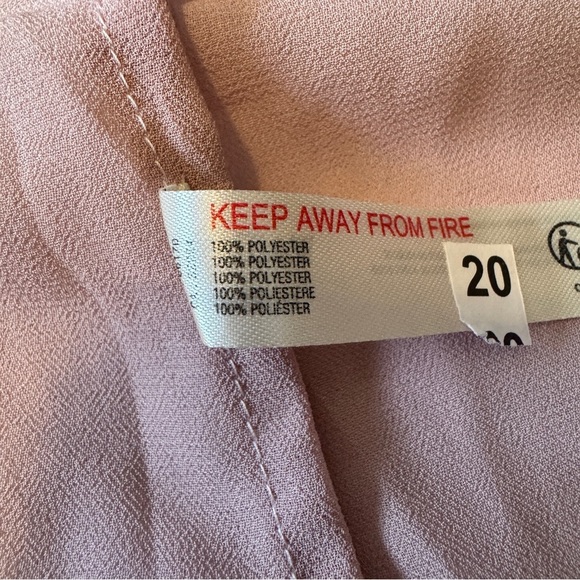 KEEP AWAY FROM FIRE
100% POLYESTER
100% POLYESTER
100% POLYESTER
100% POLIESTERE
100% POLIÉSTER
20